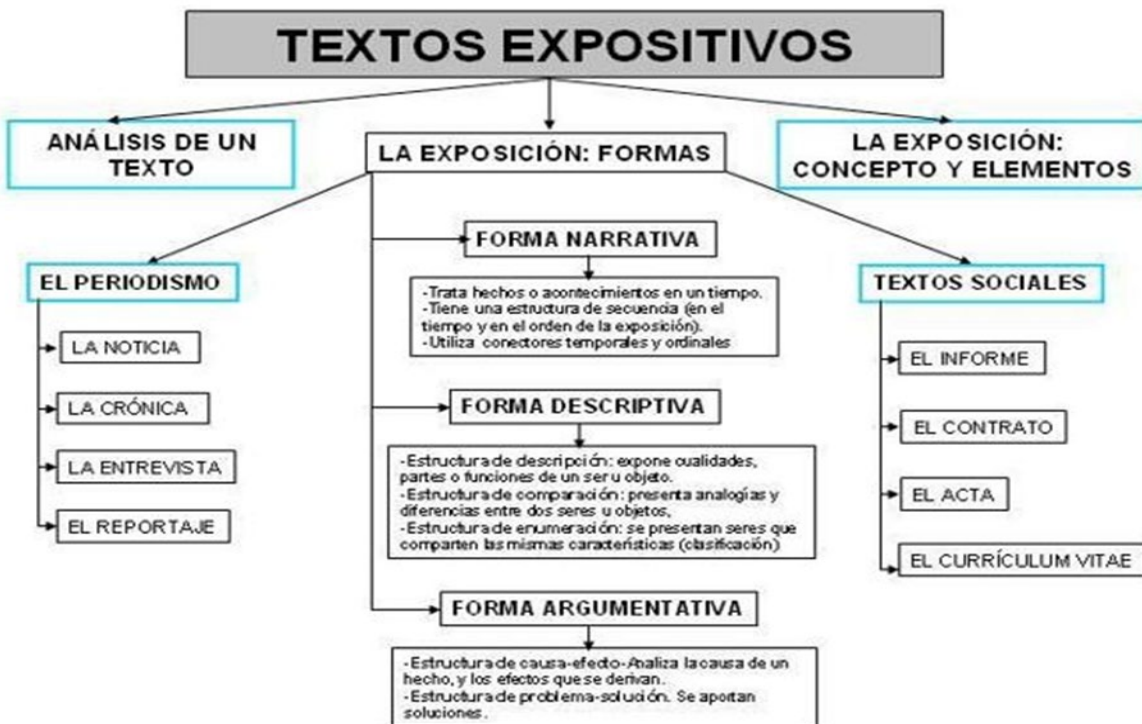 TEXTOS EXPOSITIVOS
ANÁLISIS DE UN
TEXTO
LA EXPOSICIÓN: FORMAS
LA EXPOSICIÓN:
CONCEPTO Y ELEMENTOS
EL PERIODISMO
LA NOTICIA
LA CRÓNICA
LA ENTREVISTA
EL REPORTAJE
FORMA NARRATIVA
-Trata hechos o acontecimientos en un tiempo.
-Tiene una estructura de secuencia (en el
tiempo y en el orden de la exposición).
-Utiliza conectores temporales y ordinales
FORMA DESCRIPTIVA
-Estructura de descripción: expone cualidades,
partes o funciones de un ser u objeto.
-Estructura de comparación: presenta analogías y
diferencias entre dos seres u objetos,
-Estructura de enumeración: se presentan seres que
comparten las mismas características (clasificación)
FORMA ARGUMENTATIVA
-Estructura de causa-efecto-Analiza la causa de un
hecho, y los efectos que se derivan.
-Estructura de problema-solución. Se aportan
soluciones.
TEXTOS SOCIALES
EL INFORME
EL CONTRATO
EL ACTA
EL CURRÍCULUM VITAE